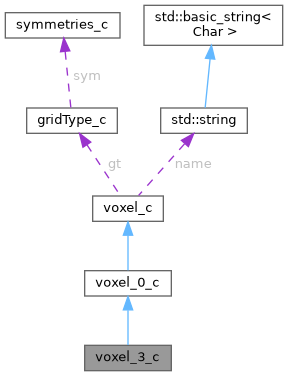 symmetries_c
std::basic_string<
Char >
sym
gridType_c
std::string
gt
name
voxel_c
voxel_0_c
voxel_3_c